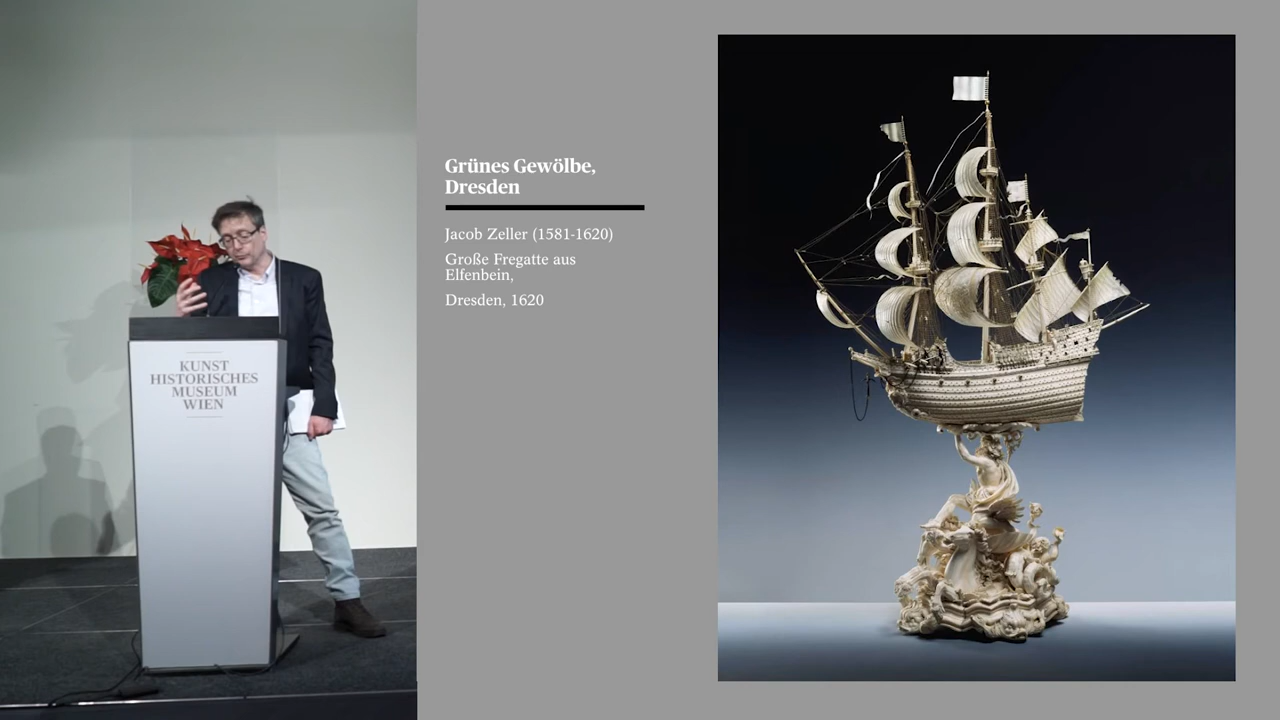 Grünes Gewölbe,
Dresden
Jacob Zeller (1581-1620)
Große Fregatte aus
Elfenbein,
Dresden, 1620
KUNST
HISTORISCHES
MUSEUM
WIEN